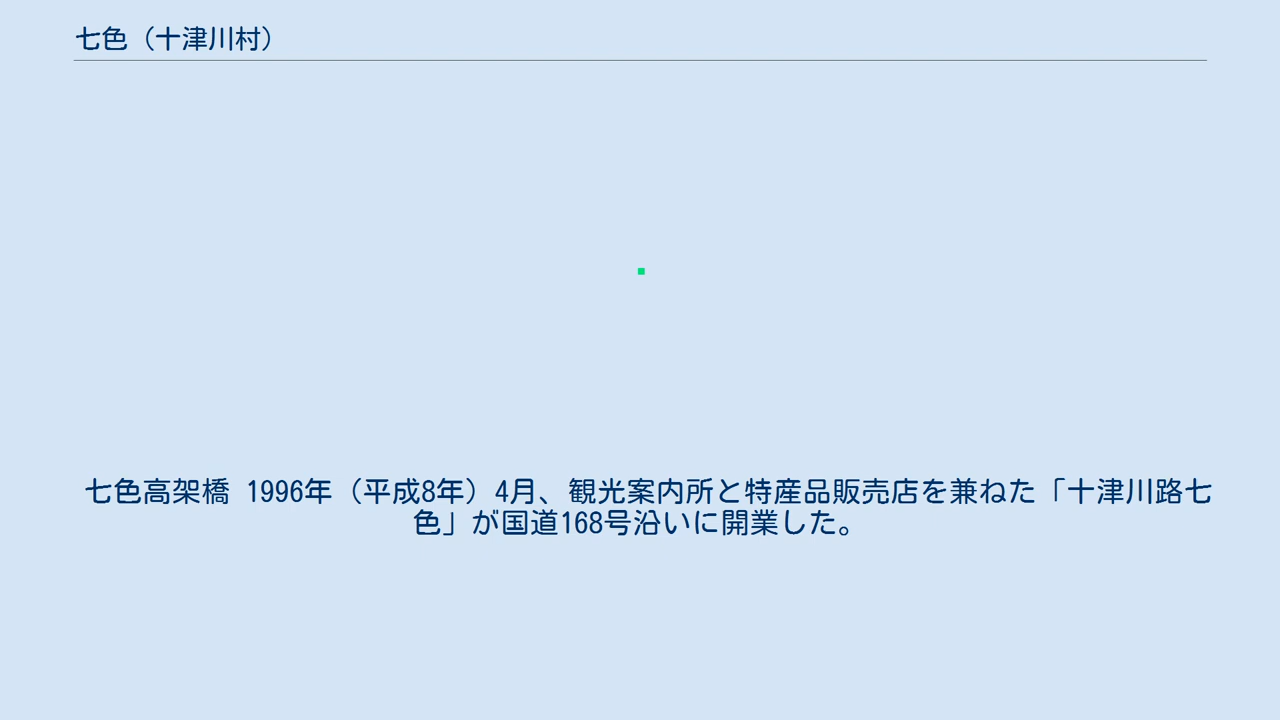 七色（十津川村）
七色高架橋 1996年（平成8年）4月、観光案内所と特産品販売店を兼ねた「十津川路七
色」が国道168号沿いに開業した。